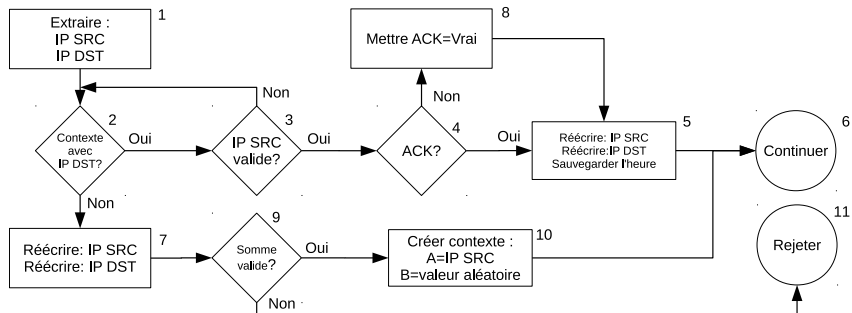 1
Extraire :
IP SRC
IP DST
2
Contexte
avec
IP DST?
Oui
Non
3
IP SRC
valide?
Non
Oui
8
Mettre ACK=Vrai
4
ACK?
Non
Oui
5
Réécrire: IP SRC
Réécrire:IP DST
Sauvegarder l'heure
6
Continuer
7
Réécrire: IP SRC
Réécrire: IP DST
9
Somme
valide?
Oui
Non
10
Créer contexte :
A=IP SRC
B=valeur aléatoire
11
Rejeter